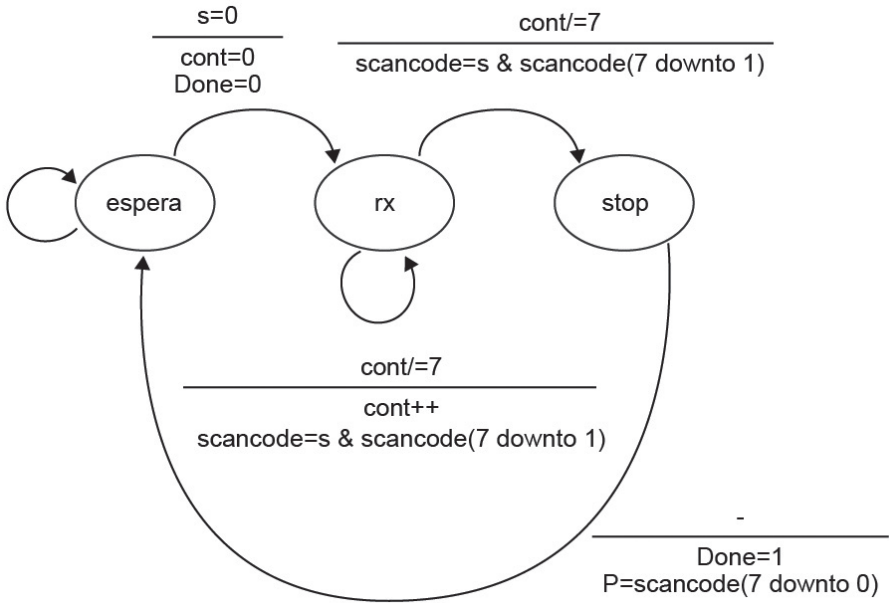 s=0
cont=0
Done=0
cont/=7
scancode=s & scancode(7 downto 1)
espera
rx
stop
cont/=7
cont++
scancode=s & scancode(7 downto 1)
-
Done=1
P=scancode(7 downto 0)